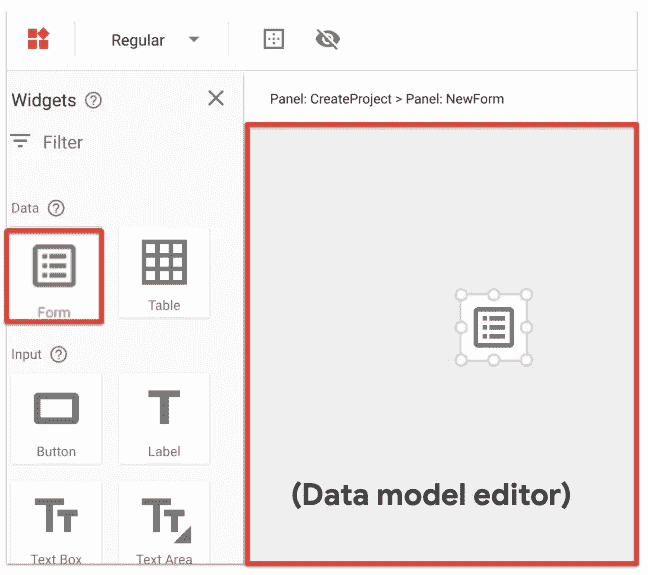 Regular
Widgets
Panel: CreateProject > Panel: NewForm
Filter
Data
Form
Table
Input
Button
Label
(Data model editor)
Text Box
Text Area